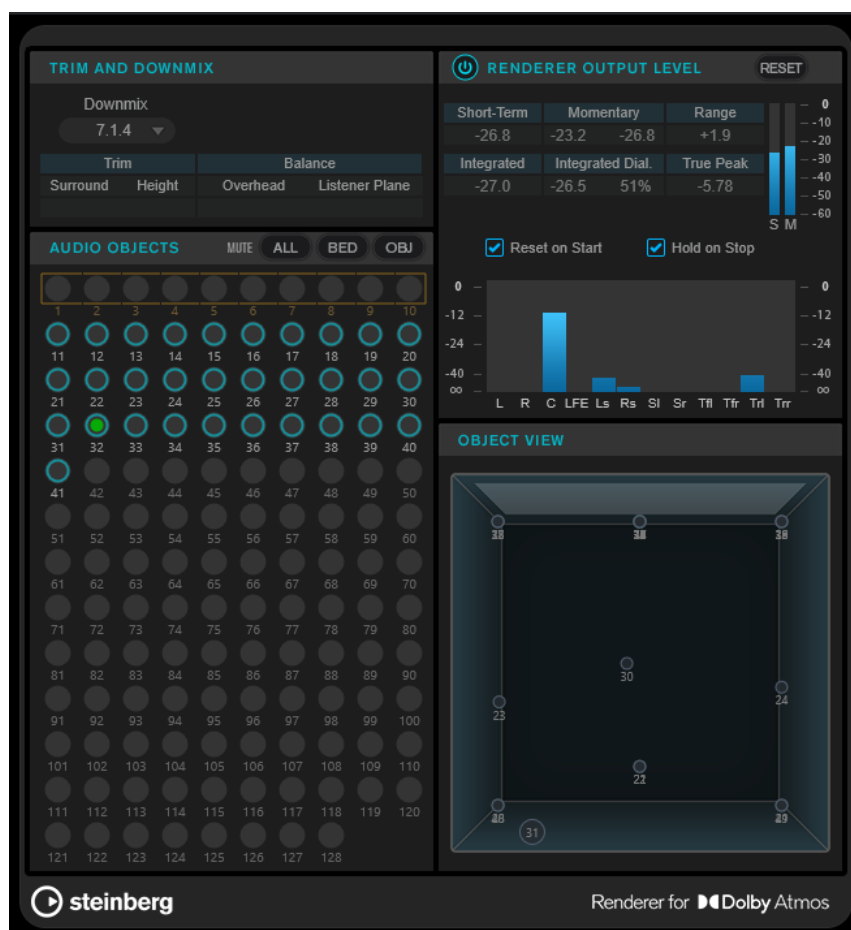 TRIM AND DOWNMIX
Downmix
7.1.4
Trim Balance
Surround Height Overhead Listener Plane
AUDIO OBJECTS MUTE ALL BED OBJ
1 2 3 4 5 6 7 8 9 10
11 12 13 14 15 16 17 18 19 20
21 22 23 24 25 26 27 28 29 30
31 32 33 34 35 36 37 38 39 40
41 42 43 44 45 46 47 48 49 50
51 52 53 54 55 56 57 58 59 60
61 62 63 64 65 66 67 68 69 70
71 72 73 74 75 76 77 78 79 80
81 82 83 84 85 86 87 88 89 90
91 92 93 94 95 96 97 98 99 100
101 102 103 104 105 106 107 108 109 110
111 112 113 114 115 116 117 118 119 120
121 122 123 124 125 126 127 128
RENDERER OUTPUT LEVEL RESET
Short-Term Momentary Range
-26.8 -23.2 -26.8 +1.9
Integrated Integrated Dial. True Peak
-27.0 -26.5 51% -5.78
0
-10
-20
-30
-40
-50
-60
S M
Reset on Start Hold on Stop
0 0
-12 -12
-24 -24
-40 -40
∞ ∞
L R C LFE Ls Rs Sl Sr Tfl Tfr Trl Trr
OBJECT VIEW
30
23
24
31
steinberg
Renderer for Dolby Atmos